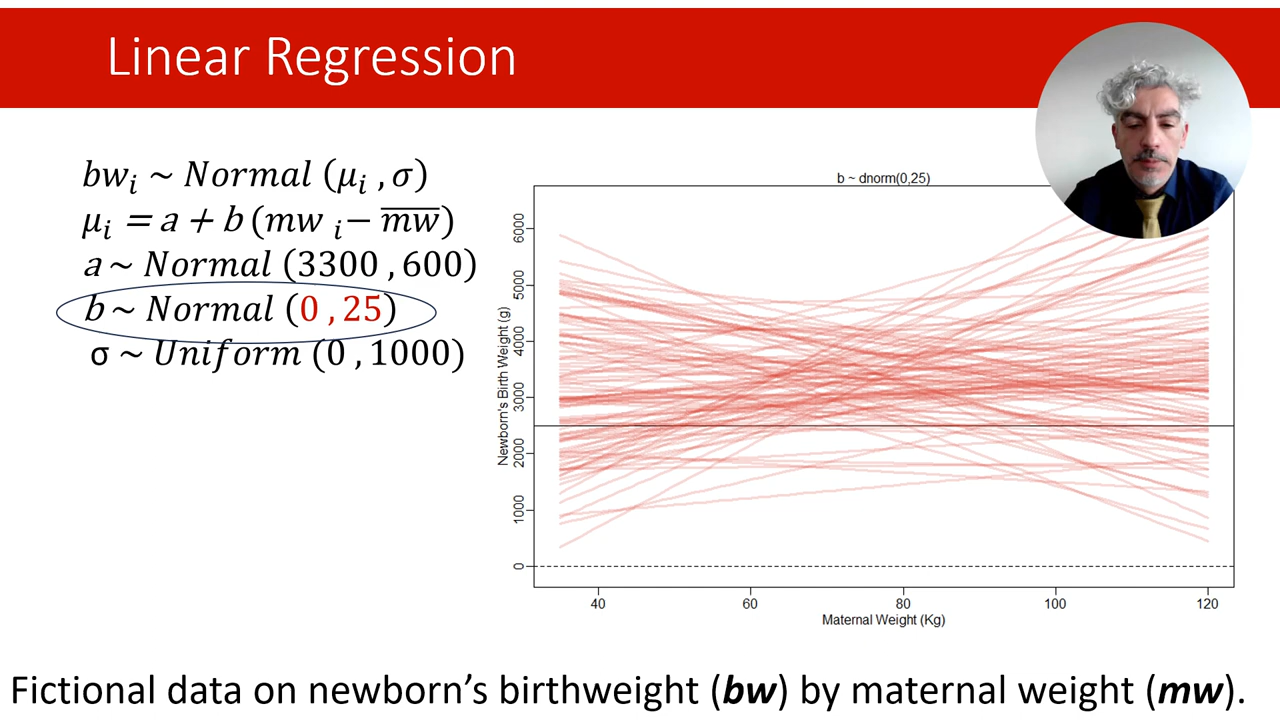 Linear Regression
bwᵢ ~ Normal (μᵢ , σ)
μᵢ = a + b (mw ᵢ− m̅w̅)
a ~ Normal (3300 , 600)
b ~ Normal (0 , 25)
σ ~ Uniform (0 , 1000)
b ~ dnorm(0,25)
Newborn's Birth Weight (g)
6000
5000
4000
3000
2000
1000
0
40 60 80 100 120
Maternal Weight (Kg)
Fictional data on newborn’s birthweight (bw) by maternal weight (mw).